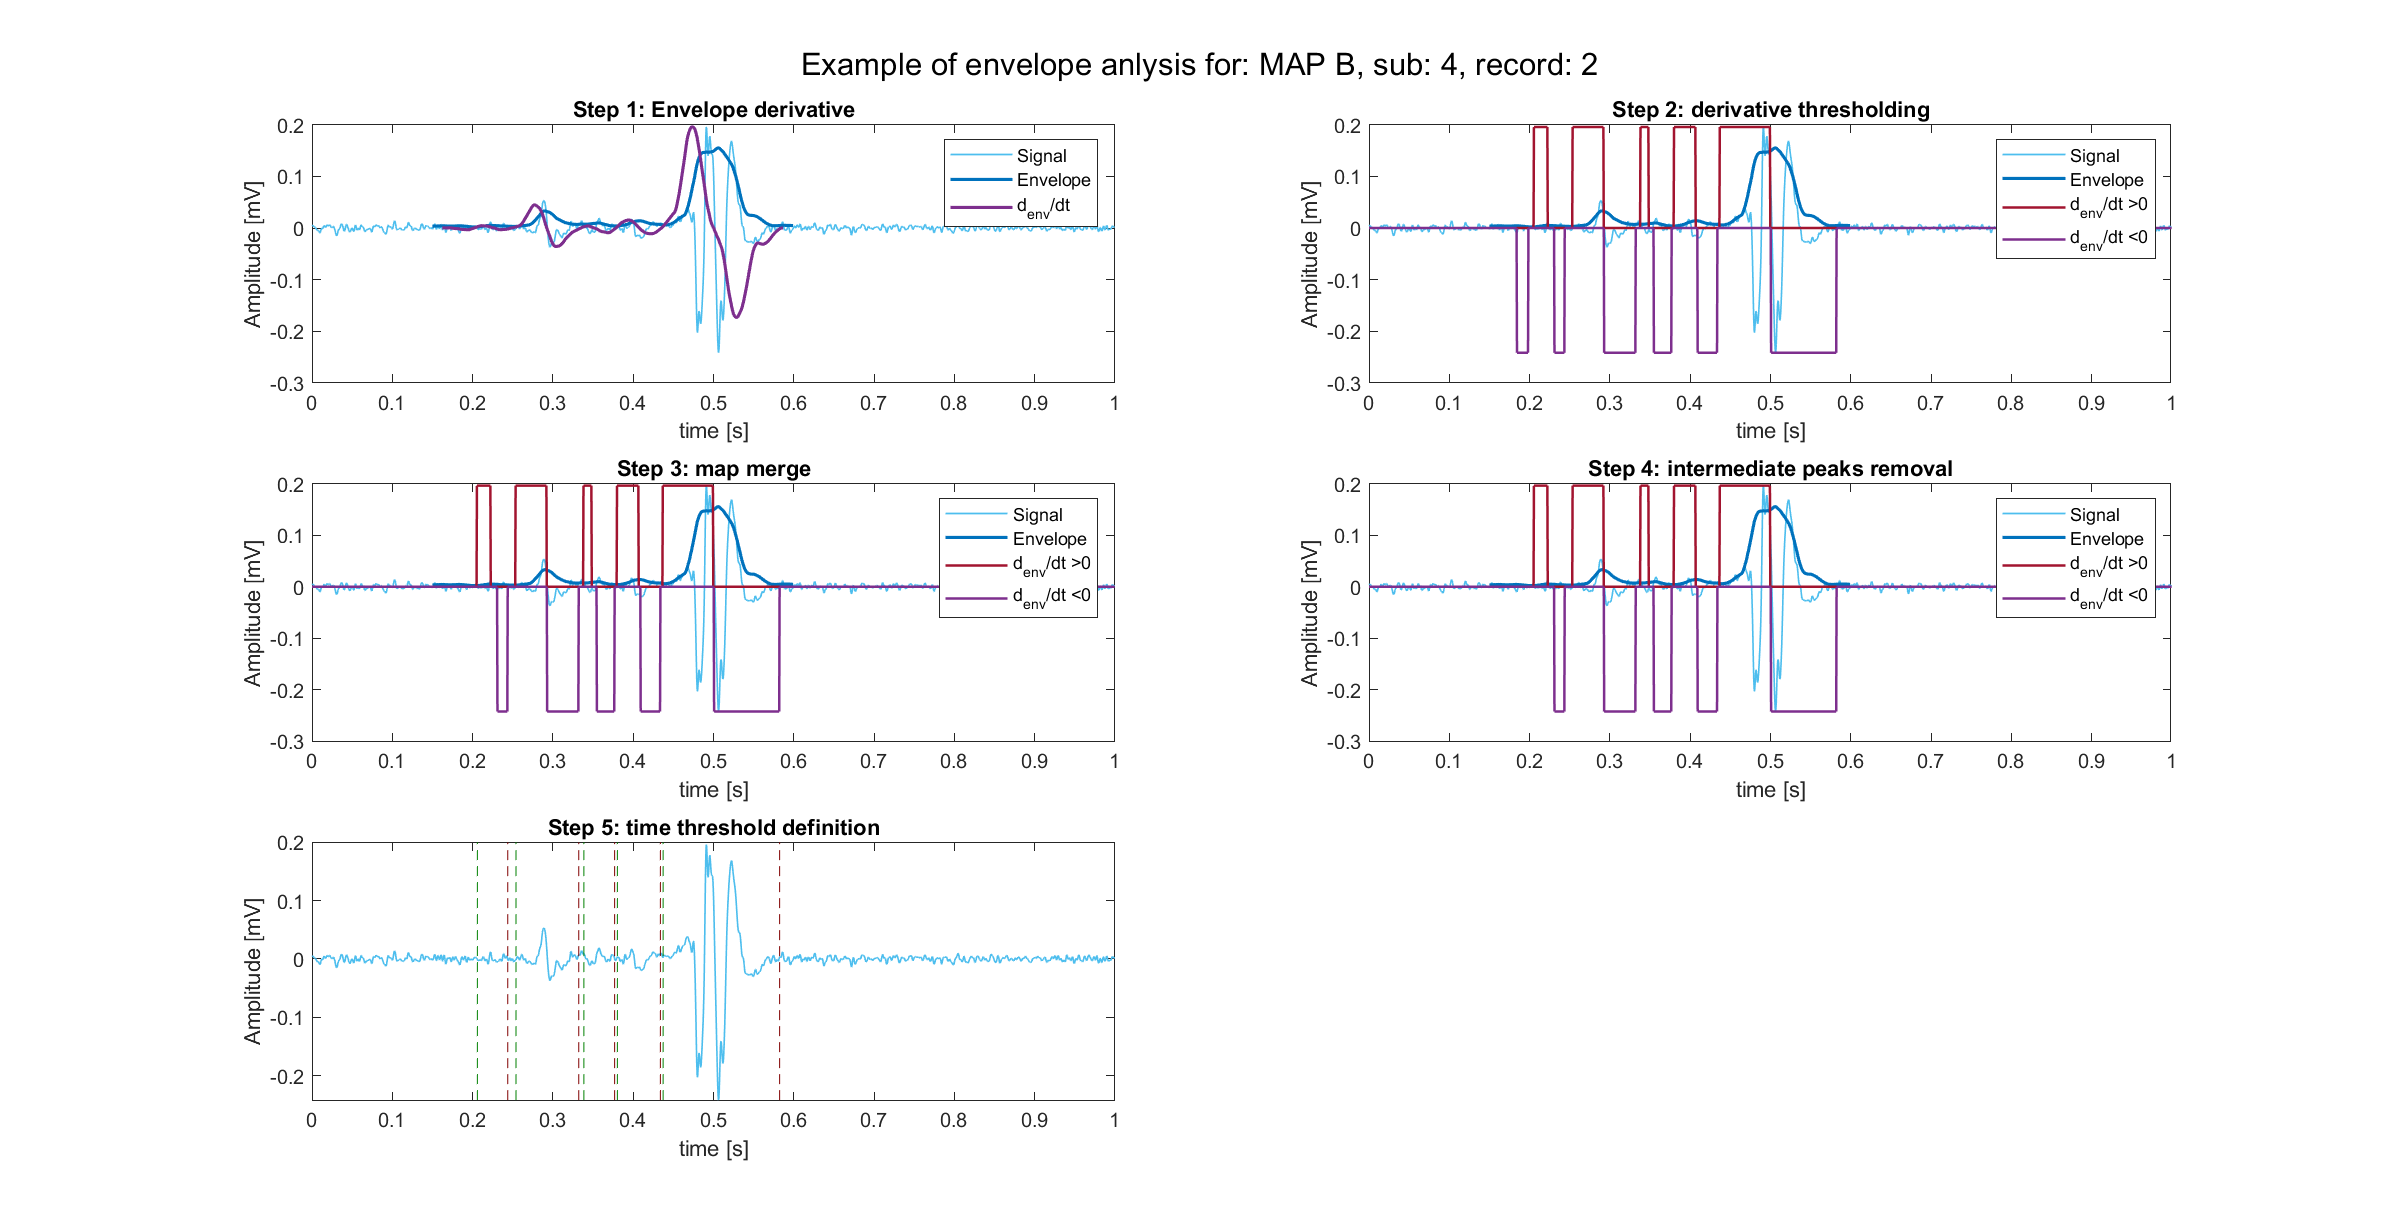 Example of envelope anlysis for: MAP B, sub: 4, record: 2
Step 1: Envelope derivative
Amplitude [mV]
0.2
0.1
0
-0.1
-0.2
-0.3
Signal
Envelope
d_env/dt
0 0.1 0.2 0.3 0.4 0.5 0.6 0.7 0.8 0.9 1
time [s]
Step 2: derivative thresholding
Amplitude [mV]
0.2
0.1
0
-0.1
-0.2
-0.3
Signal
Envelope
d_env/dt >0
d_env/dt <0
0 0.1 0.2 0.3 0.4 0.5 0.6 0.7 0.8 0.9 1
time [s]
Step 3: map merge
Amplitude [mV]
0.2
0.1
0
-0.1
-0.2
-0.3
Signal
Envelope
d_env/dt >0
d_env/dt <0
0 0.1 0.2 0.3 0.4 0.5 0.6 0.7 0.8 0.9 1
time [s]
Step 4: intermediate peaks removal
Amplitude [mV]
0.2
0.1
0
-0.1
-0.2
-0.3
Signal
Envelope
d_env/dt >0
d_env/dt <0
0 0.1 0.2 0.3 0.4 0.5 0.6 0.7 0.8 0.9 1
time [s]
Step 5: time threshold definition
Amplitude [mV]
0.2
0.1
0
-0.1
-0.2
0 0.1 0.2 0.3 0.4 0.5 0.6 0.7 0.8 0.9 1
time [s]